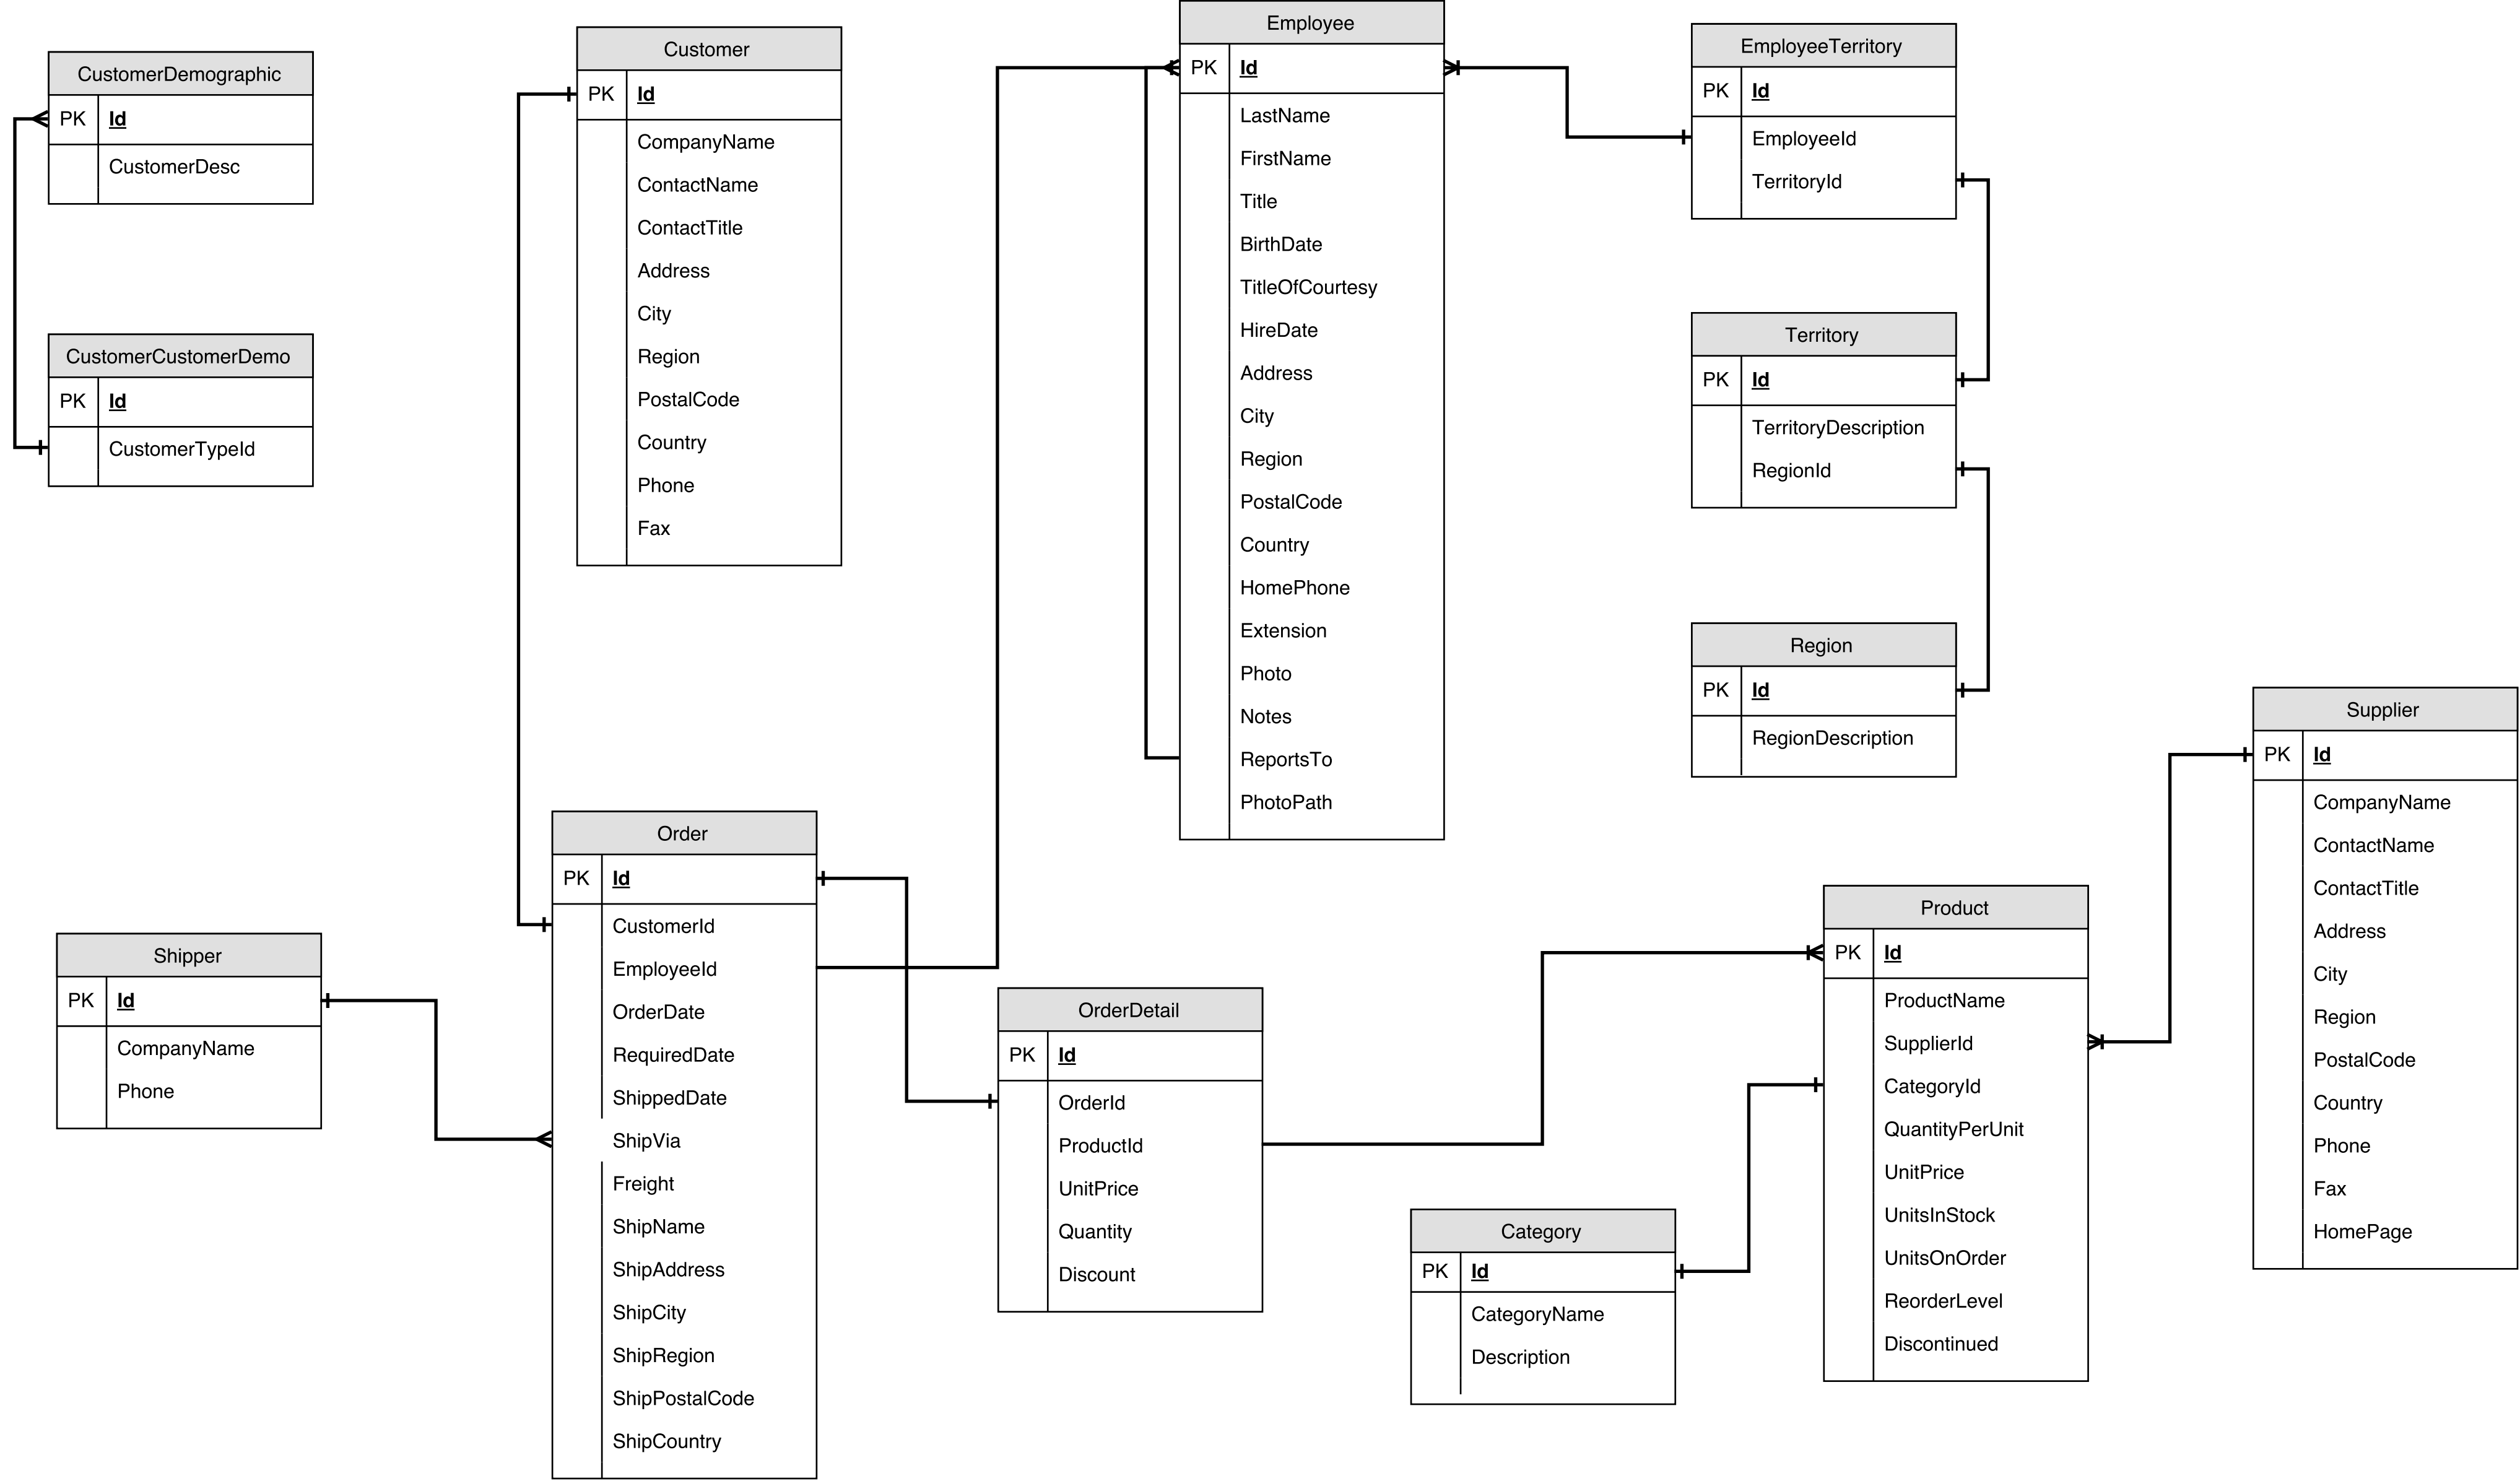 CustomerDemographic
PK Id
CustomerDesc
CustomerCustomerDemo
PK Id
CustomerTypeId
Customer
PK Id
CompanyName
ContactName
ContactTitle
Address
City
Region
PostalCode
Country
Phone
Fax
Employee
PK Id
LastName
FirstName
Title
BirthDate
TitleOfCourtesy
HireDate
Address
City
Region
PostalCode
Country
HomePhone
Extension
Photo
Notes
ReportsTo
PhotoPath
EmployeeTerritory
PK Id
EmployeeId
TerritoryId
Territory
PK Id
TerritoryDescription
RegionId
Region
PK Id
RegionDescription
Supplier
PK Id
CompanyName
ContactName
ContactTitle
Address
City
Region
PostalCode
Country
Phone
Fax
HomePage
Shipper
PK Id
CompanyName
Phone
Order
PK Id
CustomerId
EmployeeId
OrderDate
RequiredDate
ShippedDate
ShipVia
Freight
ShipName
ShipAddress
ShipCity
ShipRegion
ShipPostalCode
ShipCountry
OrderDetail
PK Id
OrderId
ProductId
UnitPrice
Quantity
Discount
Category
PK Id
CategoryName
Description
Product
PK Id
ProductName
SupplierId
CategoryId
QuantityPerUnit
UnitPrice
UnitsInStock
UnitsOnOrder
ReorderLevel
Discontinued